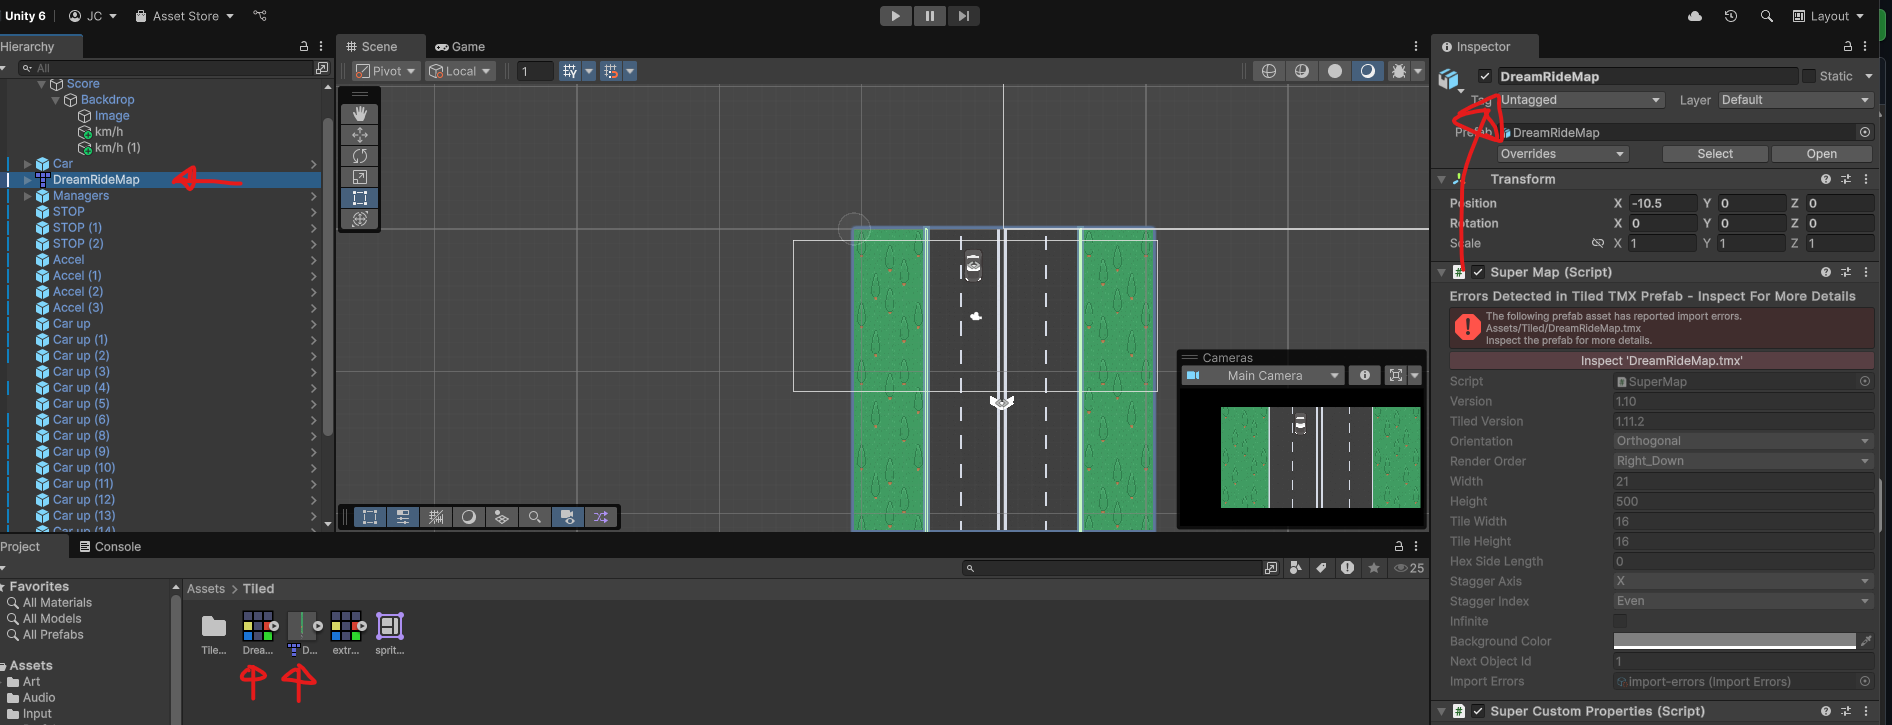 Unity 6 JC Asset Store Layout
Hierarchy
All
Score
Backdrop
Image
km/h
km/h (1)
Car
DreamRideMap
Managers
STOP
STOP (1)
STOP (2)
Accel
Accel (1)
Accel (2)
Accel (3)
Car up
Car up (1)
Car up (2)
Car up (3)
Car up (4)
Car up (5)
Car up (6)
Car up (8)
Car up (9)
Car up (10)
Car up (11)
Car up (12)
Car up (13)
Car up (14)
Scene Game
Pivot Local 1
Cameras
Main Camera
Inspector
DreamRideMap Static
Tag Untagged Layer Default
Prefab DreamRideMap
Overrides Select Open
Transform
Position X -10.5 Y 0 Z 0
Rotation X 0 Y 0 Z 0
Scale X 1 Y 1 Z 1
# Super Map (Script)
Errors Detected in Tiled TMX Prefab - Inspect For More Details
The following prefab asset has reported import errors.
Assets/Tiled/DreamRideMap.tmx
Inspect the prefab for more details.
Inspect 'DreamRideMap.tmx'
Script SuperMap
Version 1.10
Tiled Version 1.11.2
Orientation Orthogonal
Render Order Right_Down
Width 21
Height 500
Tile Width 16
Tile Height 16
Hex Side Length 0
Stagger Axis X
Stagger Index Even
Infinite
Background Color
Next Object Id 1
Import Errors import-errors (Import Errors)
# Super Custom Properties (Script)
Project Console
25
Favorites
All Materials
All Models
All Prefabs
Assets
Art
Audio
Input
Assets > Tiled
Tile... Drea... D... extr... sprit...